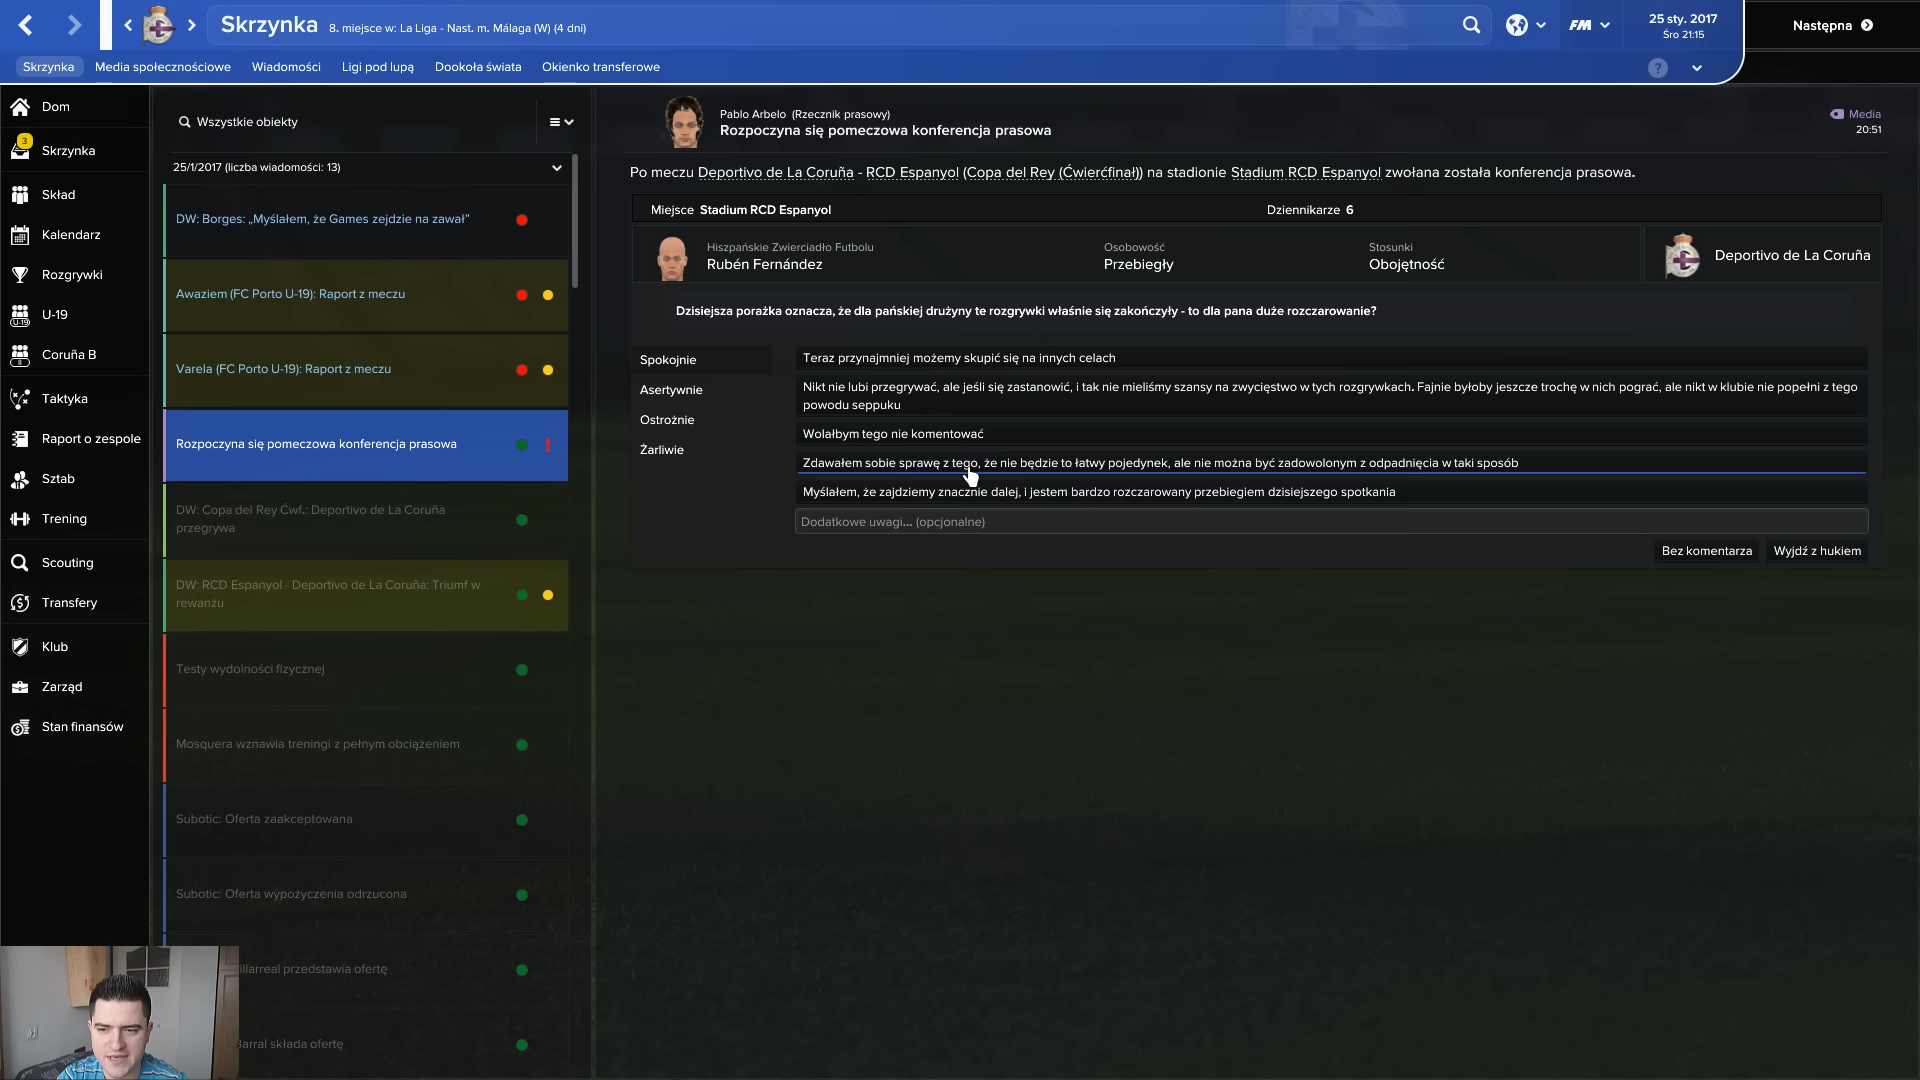 Skrzynka
8. miejsce w: La Liga - Nast. m. Málaga (W) (4 dni)
FM
25 sty. 2017
Śro 21:15
Następna
Skrzynka
Media społecznościowe
Wiadomości
Ligi pod lupą
Dookoła świata
Okienko transferowe
?
Dom
3
Skrzynka
Skład
Kalendarz
Rozgrywki
U-19
U-19
Coruña B
Taktyka
Raport o zespole
Sztab
Trening
Scouting
Transfery
Klub
Zarząd
Stan finansów
Wszystkie obiekty
25/1/2017 (liczba wiadomości: 13)
DW: Borges: „Myślałem, że Games zejdzie na zawał”
Awaziem (FC Porto U-19): Raport z meczu
Varela (FC Porto U-19): Raport z meczu
Rozpoczyna się pomeczowa konferencja prasowa
DW: Copa del Rey Ćwf.: Deportivo de La Coruña
przegrywa
DW: RCD Espanyol - Deportivo de La Coruña: Triumf w
rewanżu
Testy wydolności fizycznej
Mosquera wznawia treningi z pełnym obciążeniem
Subotic: Oferta zaakceptowana
Subotic: Oferta wypożyczenia odrzucona
przedstawia ofertę
Barral składa ofertę
Pablo Arbelo (Rzecznik prasowy)
Rozpoczyna się pomeczowa konferencja prasowa
Media
20:51
Po meczu Deportivo de La Coruña - RCD Espanyol (Copa del Rey (Ćwierćfinał)) na stadionie Stadium RCD Espanyol zwołana została konferencja prasowa.
Miejsce Stadium RCD Espanyol
Dziennikarze 6
Hiszpańskie Zwierciadło Futbolu
Rubén Fernández
Osobowość
Przebiegły
Stosunki
Obojętność
Deportivo de La Coruña
Dzisiejsza porażka oznacza, że dla pańskiej drużyny te rozgrywki właśnie się zakończyły - to dla pana duże rozczarowanie?
Spokojnie
Asertywnie
Ostrożnie
Żarliwie
Teraz przynajmniej możemy skupić się na innych celach
Nikt nie lubi przegrywać, ale jeśli się zastanowić, i tak nie mieliśmy szansy na zwycięstwo w tych rozgrywkach. Fajnie byłoby jeszcze trochę w nich pograć, ale nikt w klubie nie popełni z tego
powodu seppuku
Wolałbym tego nie komentować
Zdawałem sobie sprawę z tego, że nie będzie to łatwy pojedynek, ale nie można być zadowolonym z odpadnięcia w taki sposób
Myślałem, że zajdziemy znacznie dalej, i jestem bardzo rozczarowany przebiegiem dzisiejszego spotkania
Dodatkowe uwagi... (opcjonalne)
Bez komentarza
Wyjdź z hukiem